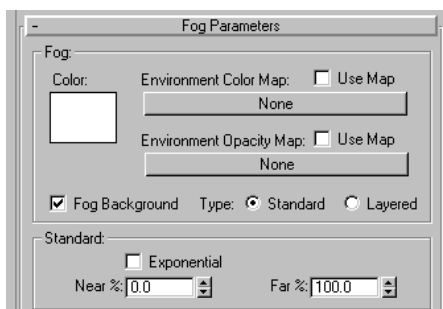 - Fog Parameters
Fog:
Color: Environment Color Map: Use Map
None
Environment Opacity Map: Use Map
None
Fog Background Type: Standard Layered
Standard:
Exponential
Near %: 0.0 Far %: 100.0